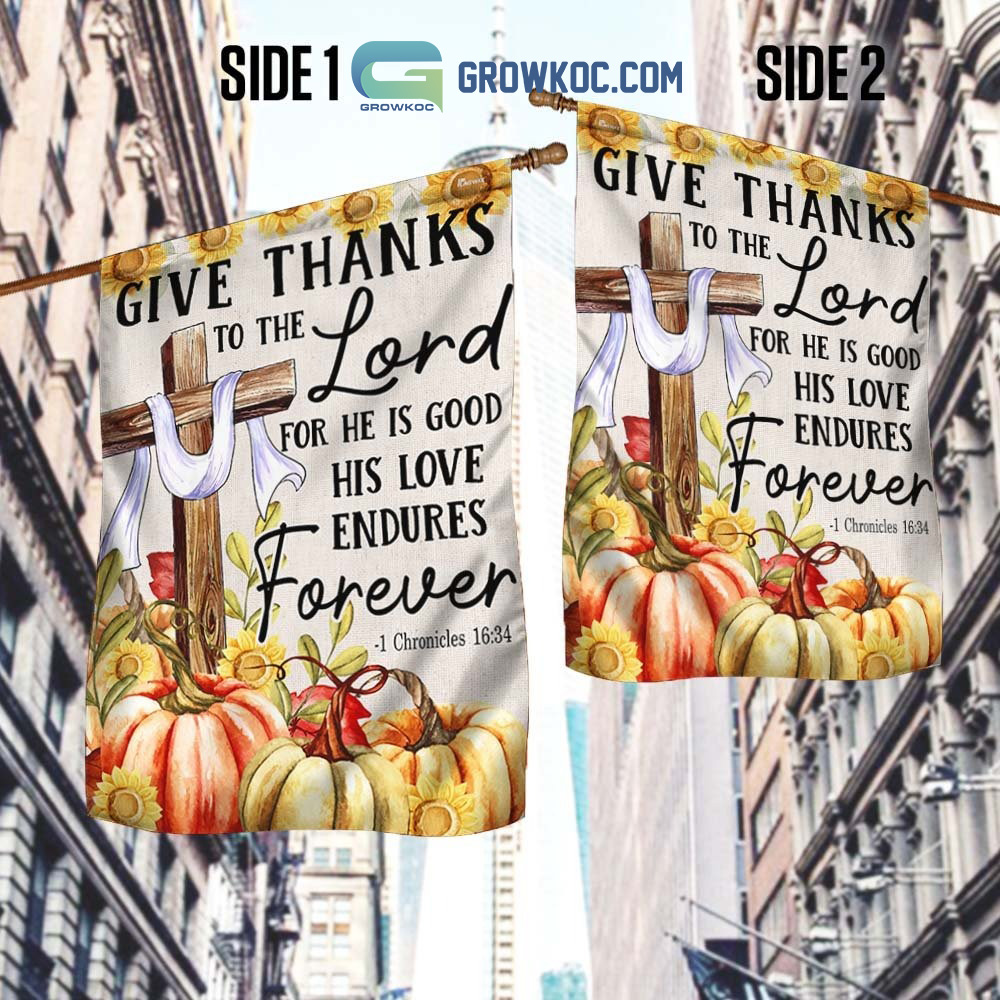 SIDE 1
GROWKOC
GROWKOC.COM
SIDE 2
GIVE THANKS
TO THE
Lord
FOR HE IS GOOD
HIS LOVE
ENDURES
Forever
-1 Chronicles 16:34
GIVE THANKS
TO THE
Lord
FOR HE IS GOOD
HIS LOVE
ENDURES
Forever
-1 Chronicles 16:34